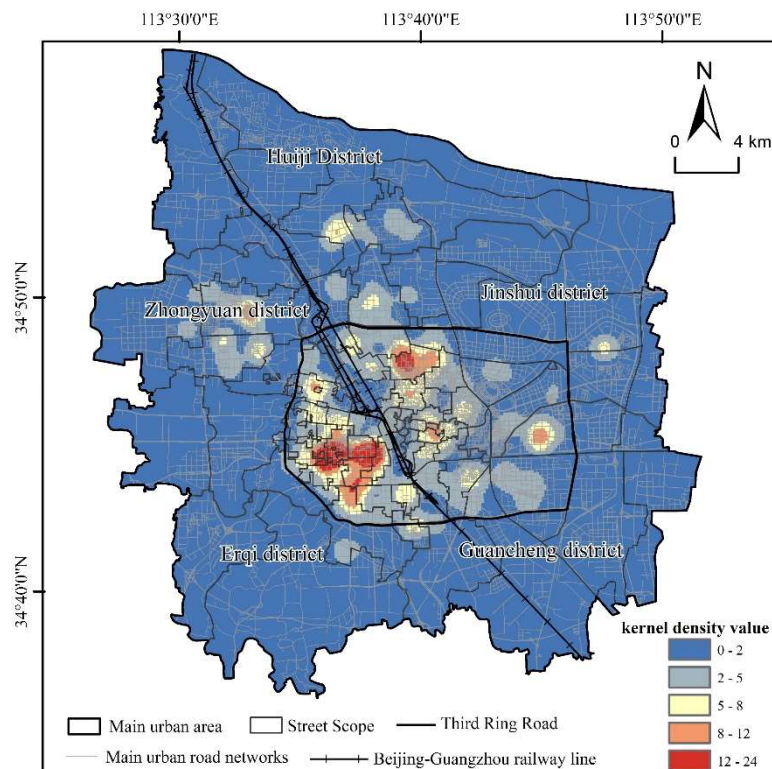 113°30'0"E 113°40'0"E 113°50'0"E
N
0 4 km
Huiji District
34°50'0"N
Zhongyuan district
Jinshui district
Erqi district
Guancheng district
34°40'0"N
kernel density value
0 - 2
2 - 5
5 - 8
8 - 12
12 - 24
Main urban area Street Scope Third Ring Road
Main urban road networks Beijing-Guangzhou railway line